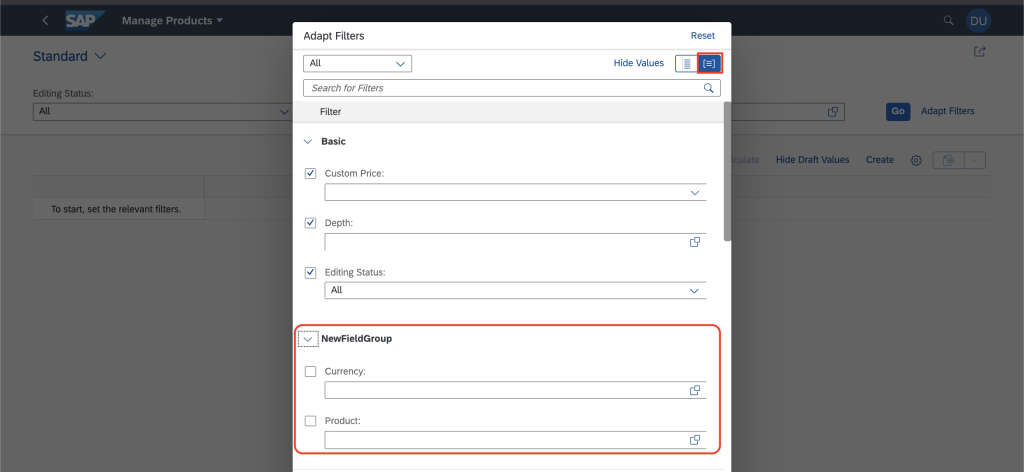 SAP Manage Products DU
Adapt Filters Reset
Standard
All Hide Values
Search for Filters
Editing Status:
All
Filter
Go Adapt Filters
Basic
Hide Draft Values Create
Custom Price:
To start, set the relevant filters.
Depth:
Editing Status:
All
NewFieldGroup
Currency:
Product: